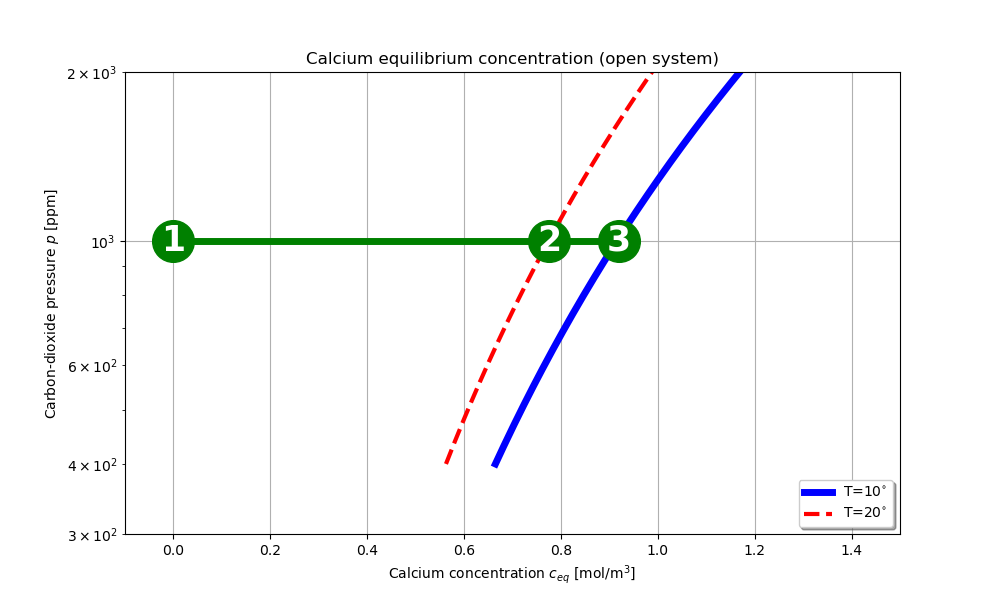 Calcium equilibrium concentration (open system)
2 × 10³
10³
6 × 10²
4 × 10²
3 × 10²
Carbon-dioxide pressure p [ppm]
1
2
3
T=10°
T=20°
0.0
0.2
0.4
0.6
0.8
1.0
1.2
1.4
Calcium concentration c_eq [mol/m³]